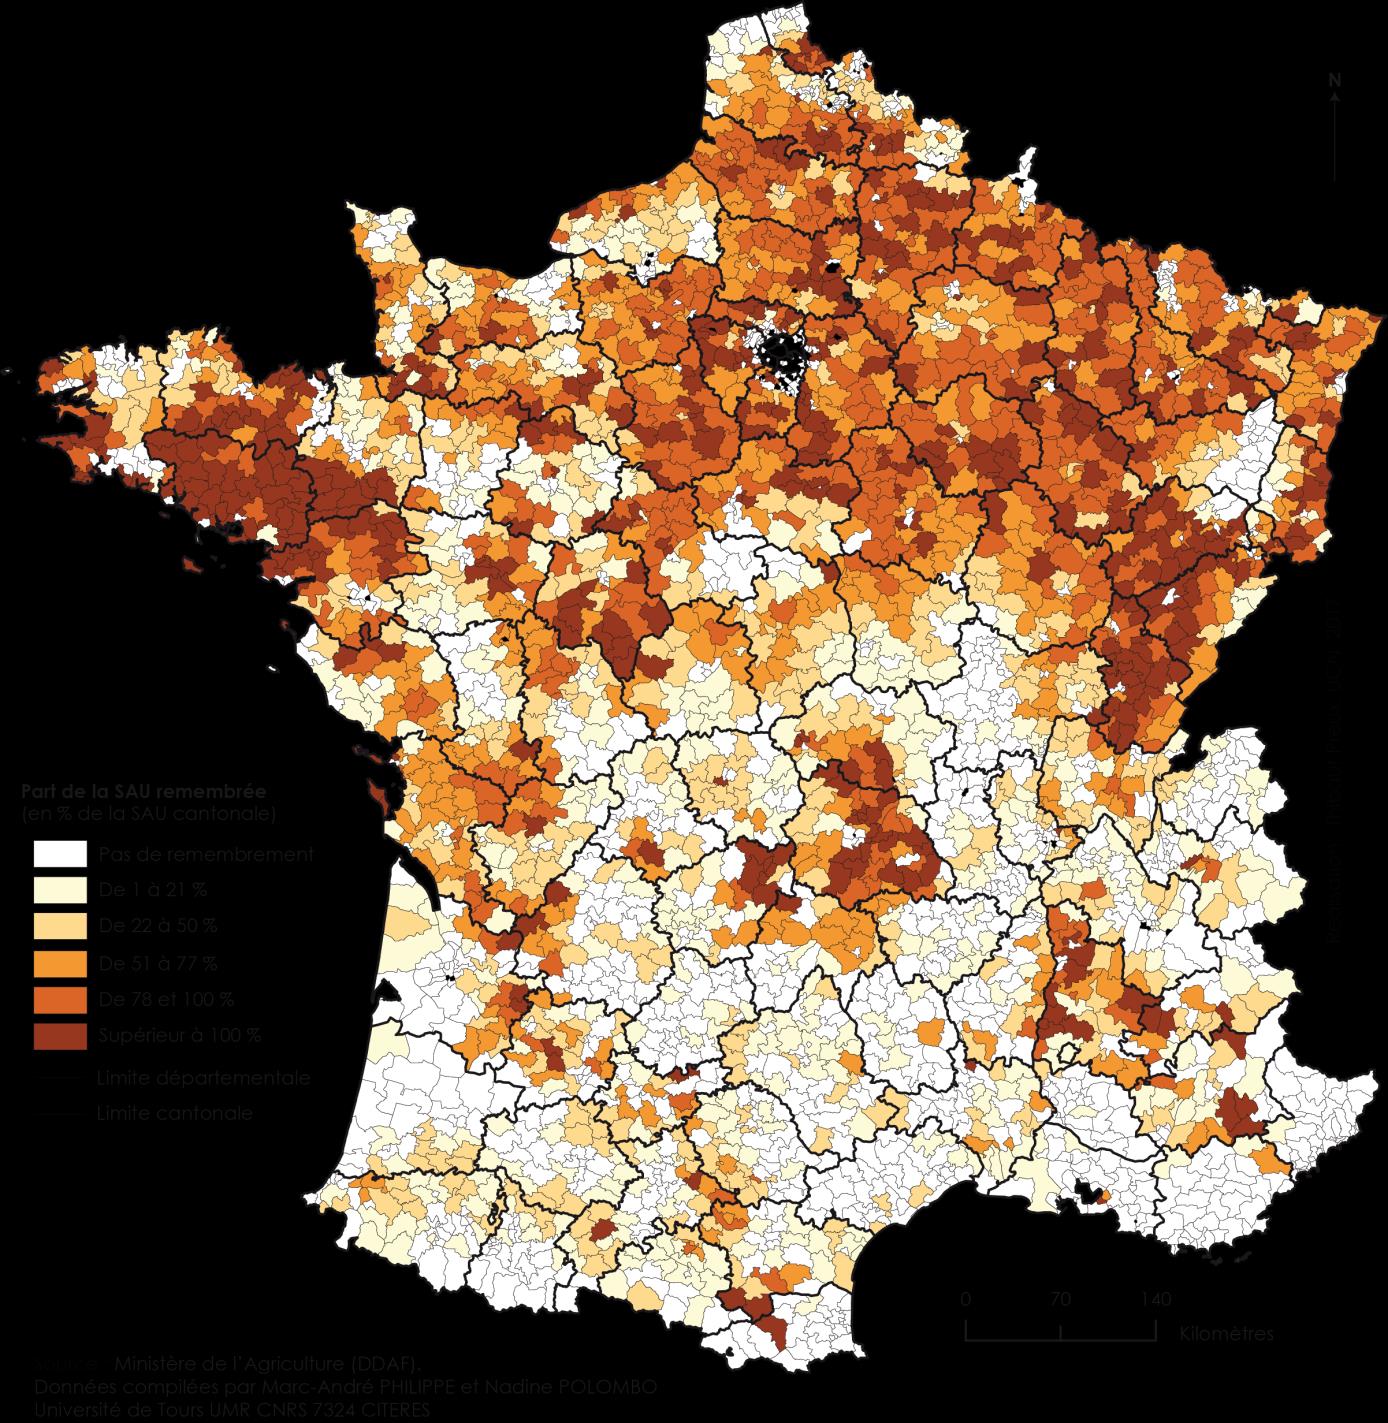 N
Part de la SAU remembrée
(en % de la SAU cantonale)
Pas de remembrement
De 1 à 21 %
De 22 à 50 %
De 51 à 77 %
De 78 et 100 %
Supérieur à 100 %
Limite départementale
Limite cantonale
0 70 140
Kilomètres
Source : Ministère de l'Agriculture (DDAF).
Données compilées par Marc-André PHILIPPE et Nadine POLOMBO
Université de Tours UMR CNRS 7324 CITERES